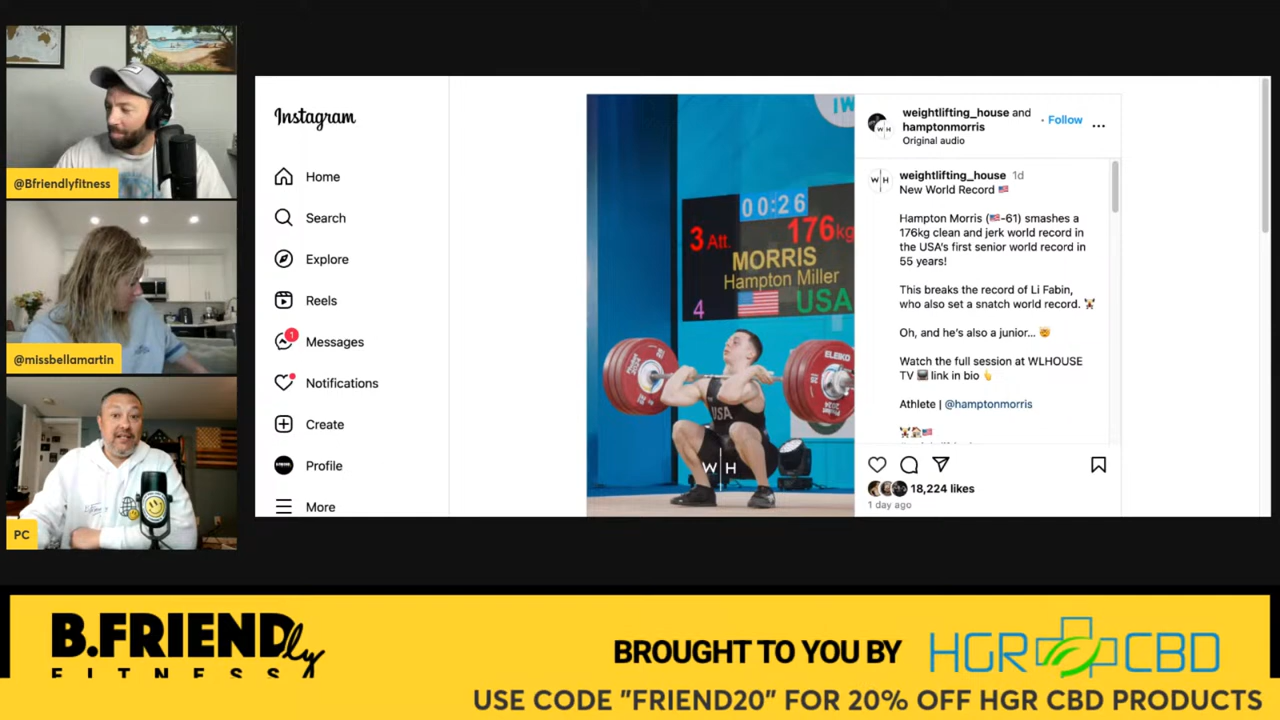 @Bfriendlyfitness
@missbellamartin
PC
Instagram
Home
Search
Explore
Reels
1
Messages
Notifications
Create
Profile
More
IW
00:26
3 Att. 176kg
MORRIS
Hampton Miller
4 USA
ELEIKO
USA
W H
weightlifting_house and
hamptonmorris
· Follow
Original audio
W H
weightlifting_house 1d
New World Record 🇺🇸
Hampton Morris (🇺🇸-61) smashes a
176kg clean and jerk world record in
the USA's first senior world record in
55 years!
This breaks the record of Li Fabin,
who also set a snatch world record. 🏋️
Oh, and he's also a junior... 🤯
Watch the full session at WLHOUSE
TV 🖥️ link in bio 👆
Athlete | @hamptonmorris
🏋️🏠🇺🇸
18,224 likes
1 day ago
B.FRIENDly
FITNESS
BROUGHT TO YOU BY
HGR CBD
USE CODE "FRIEND20" FOR 20% OFF HGR CBD PRODUCTS